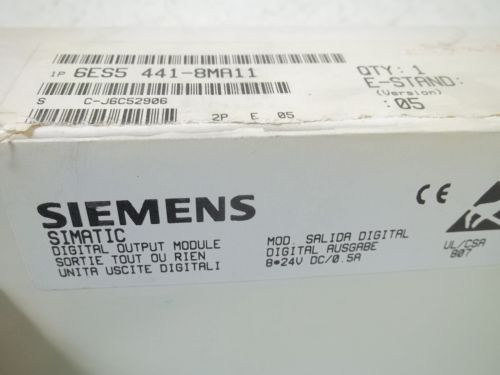 1P 6ES5 441-8MA11
QTY: 1
E-STAND:
(Version)
:05
S C-J6C52906
2P E 05
SIEMENS
SIMATIC
DIGITAL OUTPUT MODULE
SORTIE TOUT OU RIEN
UNITA USCITE DIGITALI
MOD. SALIDA DIGITAL
DIGITAL AUSGABE
8*24V DC/0.5A
CE
UL/CSA
807